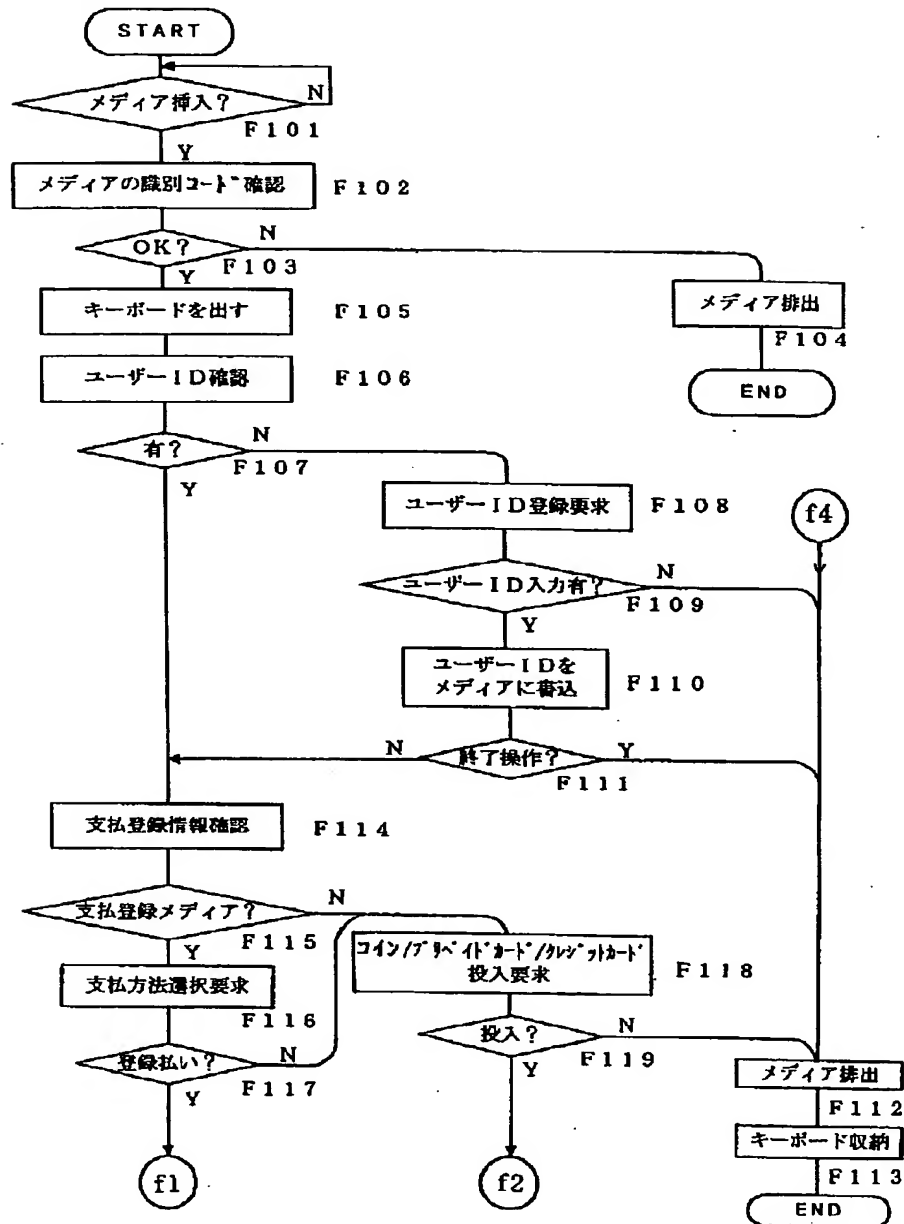 START
メディア挿入?
N
F101
Y
メディアの識別コード確認
F102
OK?
N
F103
Y
キーボードを出す
F105
メディア排出
F104
ユーザーID確認
F106
END
有?
N
F107
Y
ユーザーID登録要求
F108
f4
ユーザーID入力有?
N
F109
Y
ユーザーIDを
メディアに書込
F110
N
終了操作?
Y
F111
支払登録情報確認
F114
支払登録メディア?
N
F115
Y
コイン/プリペイドカード/クレジットカード
投入要求
F118
支払方法選択要求
F116
投入?
N
F119
Y
登録払い?
N
F117
Y
メディア排出
F112
キーボード収納
F113
f1
f2
END